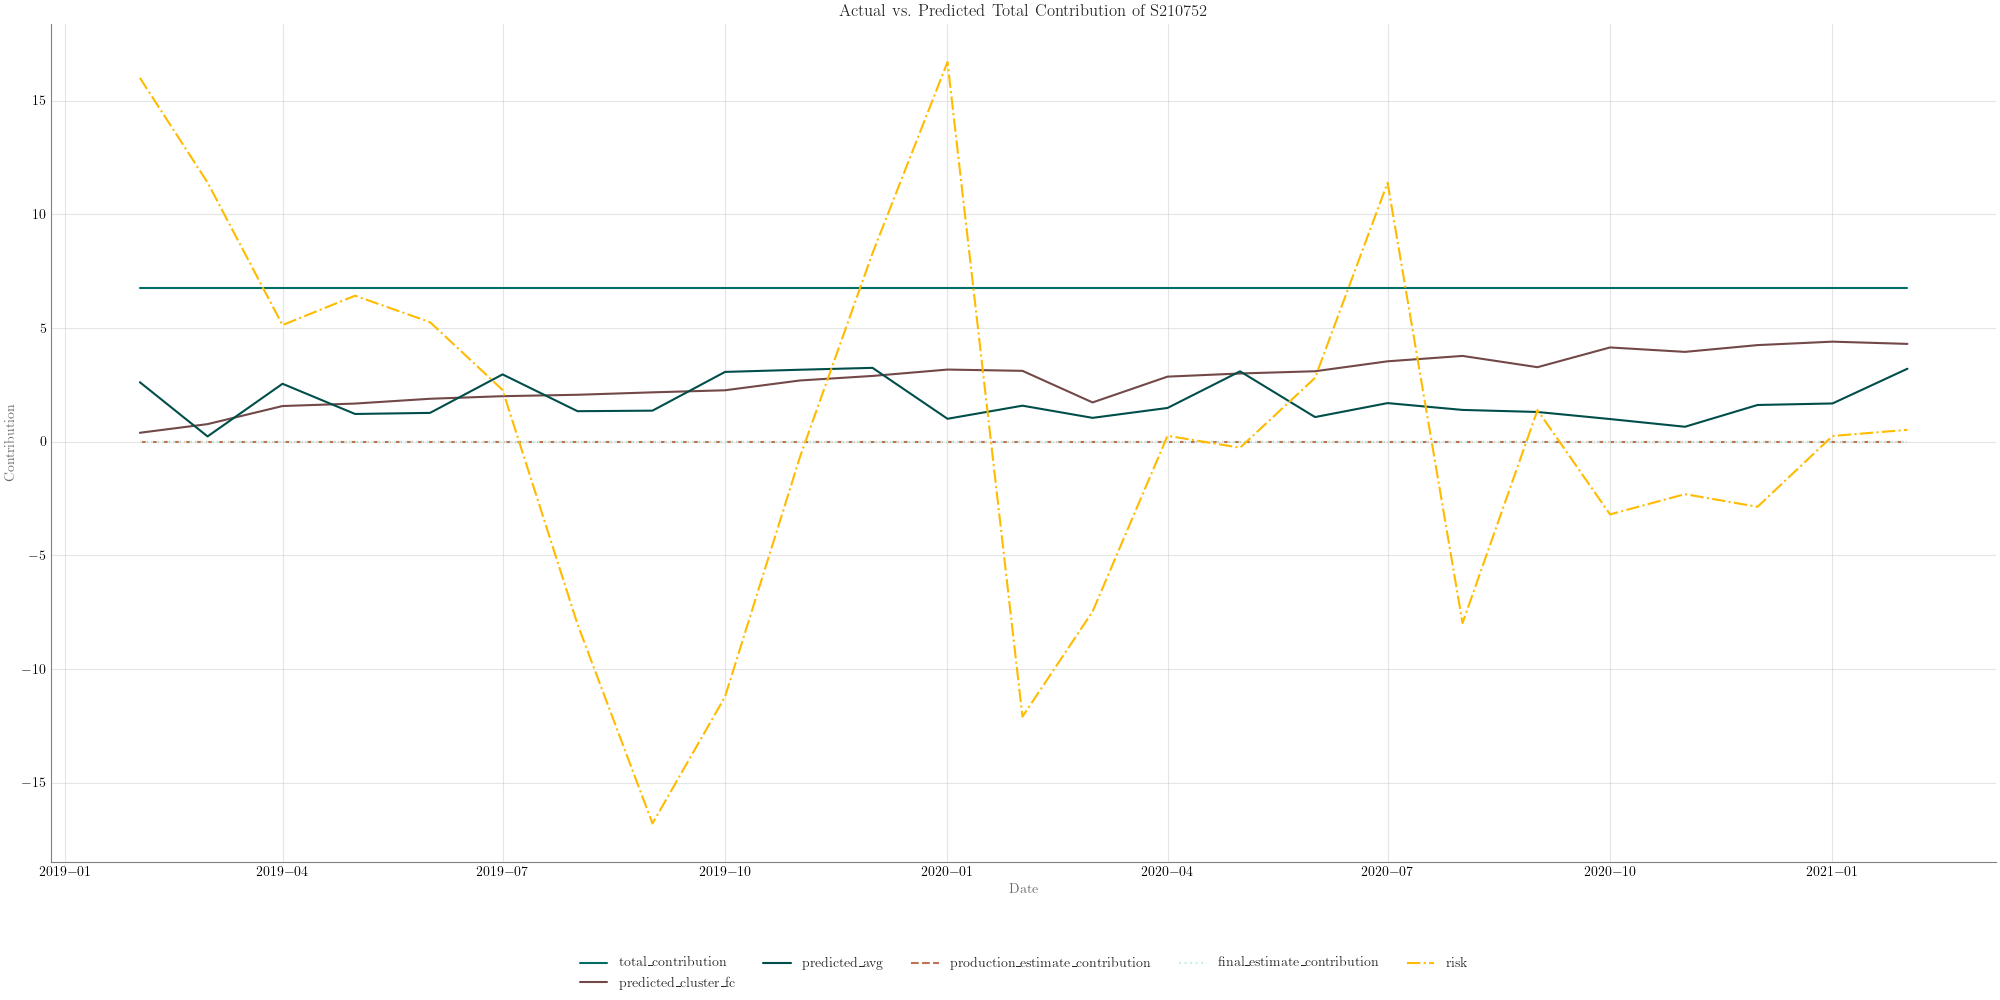 Actual vs. Predicted Total Contribution of S210752
15
10
5
0
−5
−10
−15
Contribution
2019−01 2019−04 2019−07 2019−10 2020−01 2020−04 2020−07 2020−10 2021−01
Date
total_contribution predicted_avg production_estimate_contribution final_estimate_contribution risk
predicted_cluster_fc